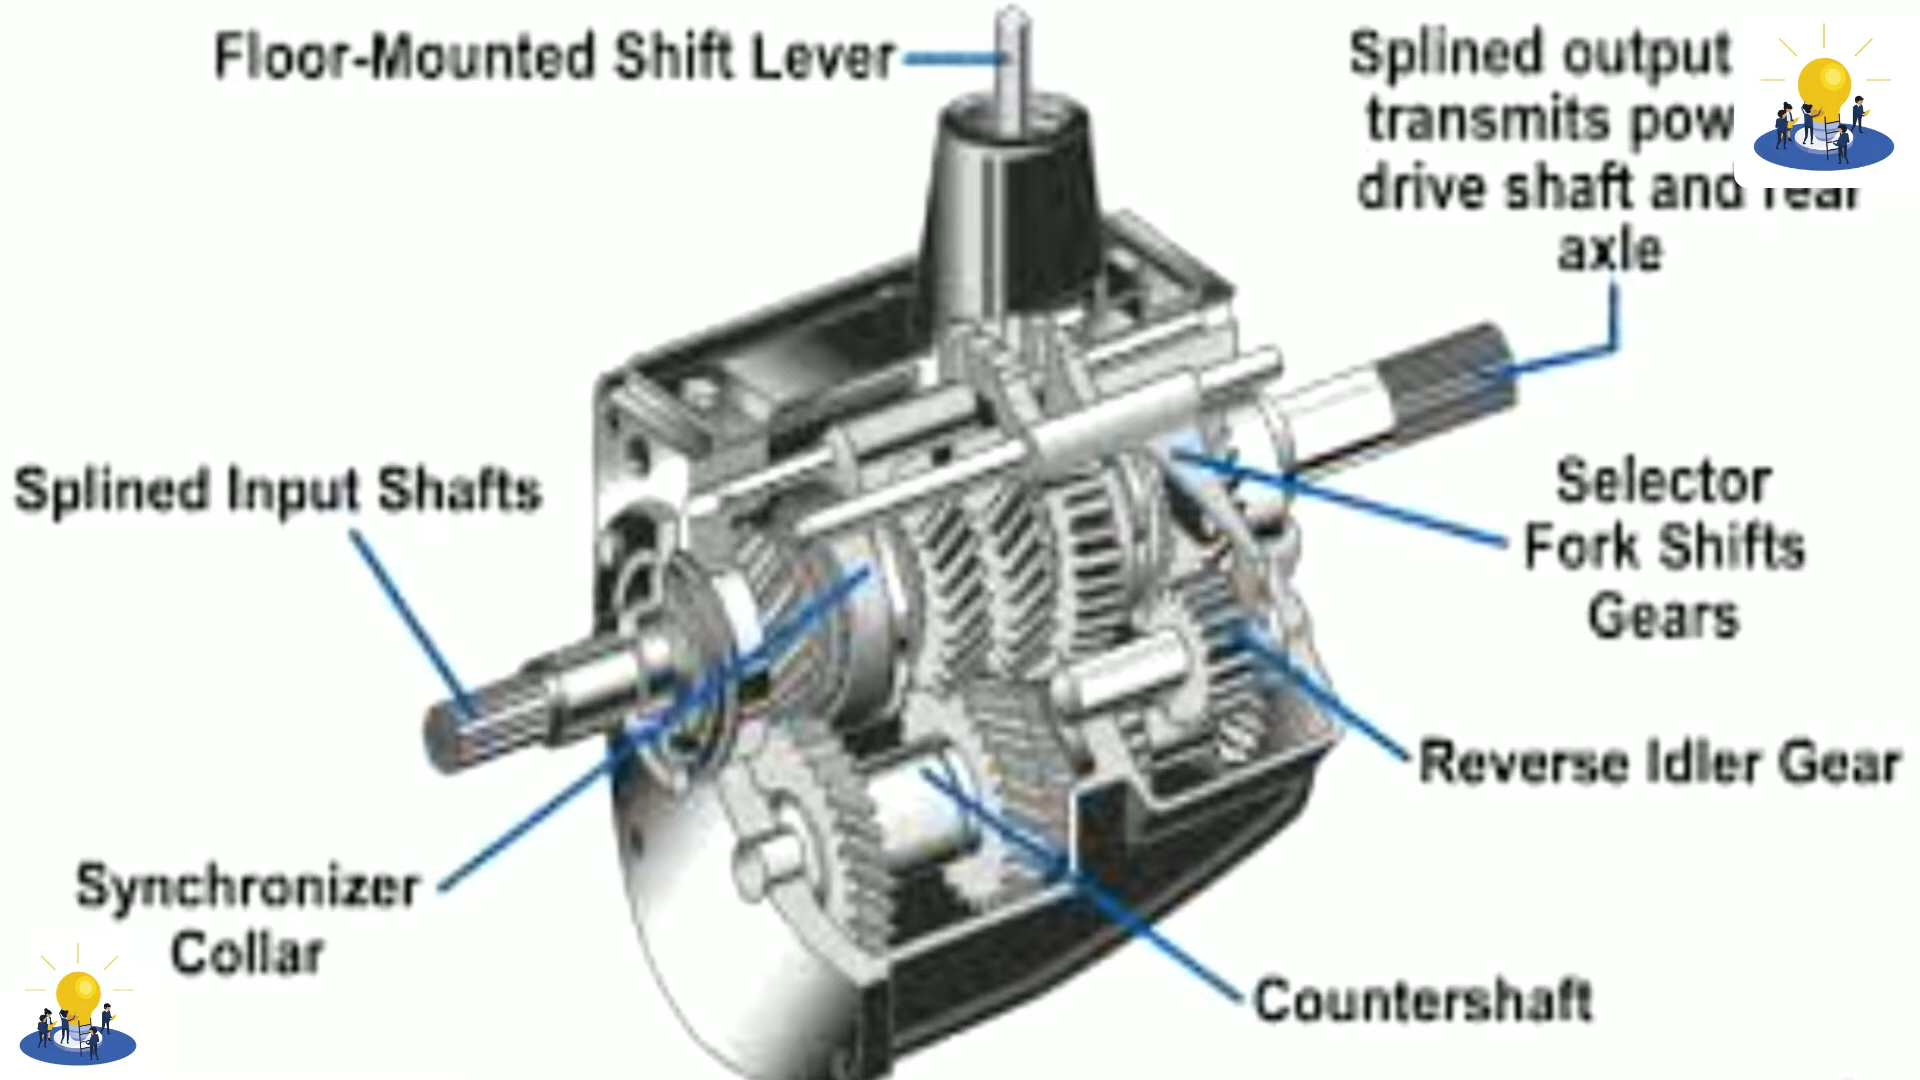 Floor-Mounted Shift Lever
Splined output
transmits pow
drive shaft and rear
axle
Splined Input Shafts
Selector
Fork Shifts
Gears
Reverse Idler Gear
Synchronizer
Collar
Countershaft